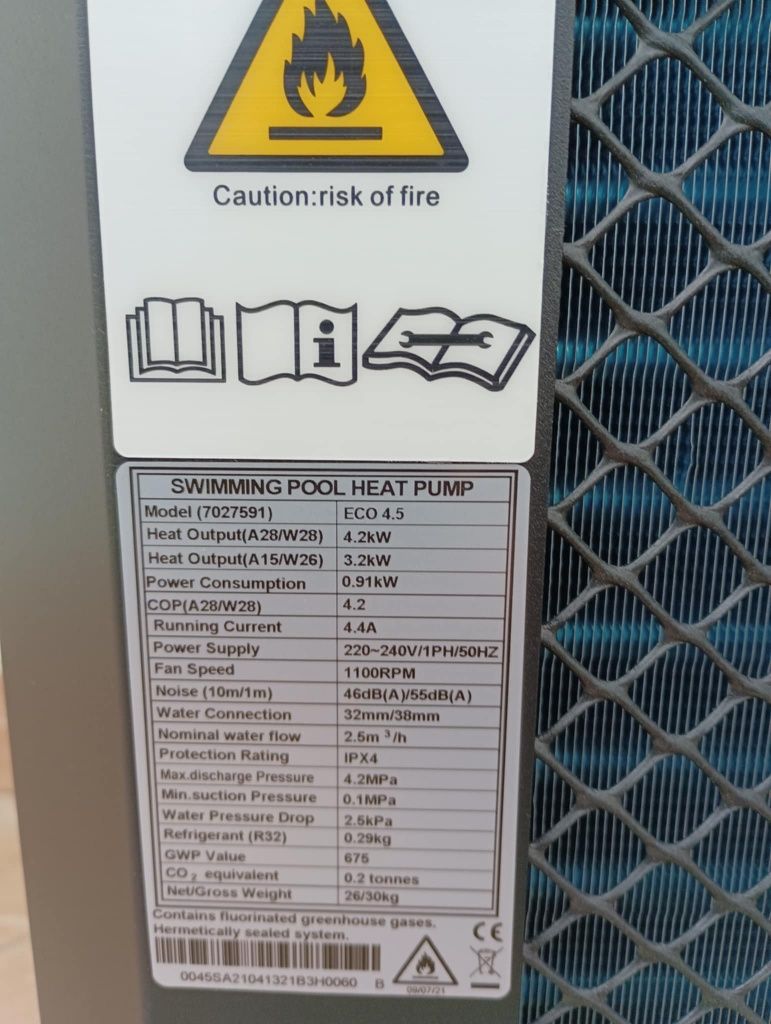 Caution:risk of fire
i
SWIMMING POOL HEAT PUMP
Model (7027591) ECO 4.5
Heat Output(A28/W28) 4.2kW
Heat Output(A15/W26) 3.2kW
Power Consumption 0.91kW
COP(A28/W28) 4.2
Running Current 4.4A
Power Supply 220~240V/1PH/50HZ
Fan Speed 1100RPM
Noise (10m/1m) 46dB(A)/55dB(A)
Water Connection 32mm/38mm
Nominal water flow 2.5m ³/h
Protection Rating IPX4
Max.discharge Pressure 4.2MPa
Min.suction Pressure 0.1MPa
Water Pressure Drop 2.5kPa
Refrigerant (R32) 0.29kg
GWP Value 675
CO₂ equivalent 0.2 tonnes
Net/Gross Weight 26/30kg
Contains fluorinated greenhouse gases.
Hermetically sealed system.
CE
0045SA21041321B3H0060 B
09/07/21